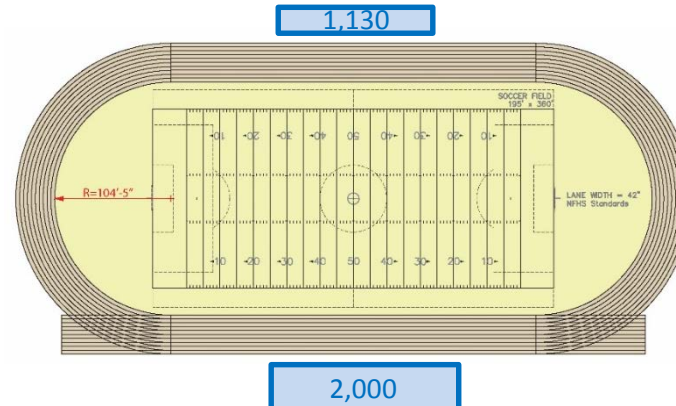 1,130
SOCCER FIELD
195' x 360'
10 20 30 40 50 40 30 20 10
R=104'-5"
LANE WIDTH = 42"
NFHS Standards
10 20 30 40 50 40 30 20 10
2,000